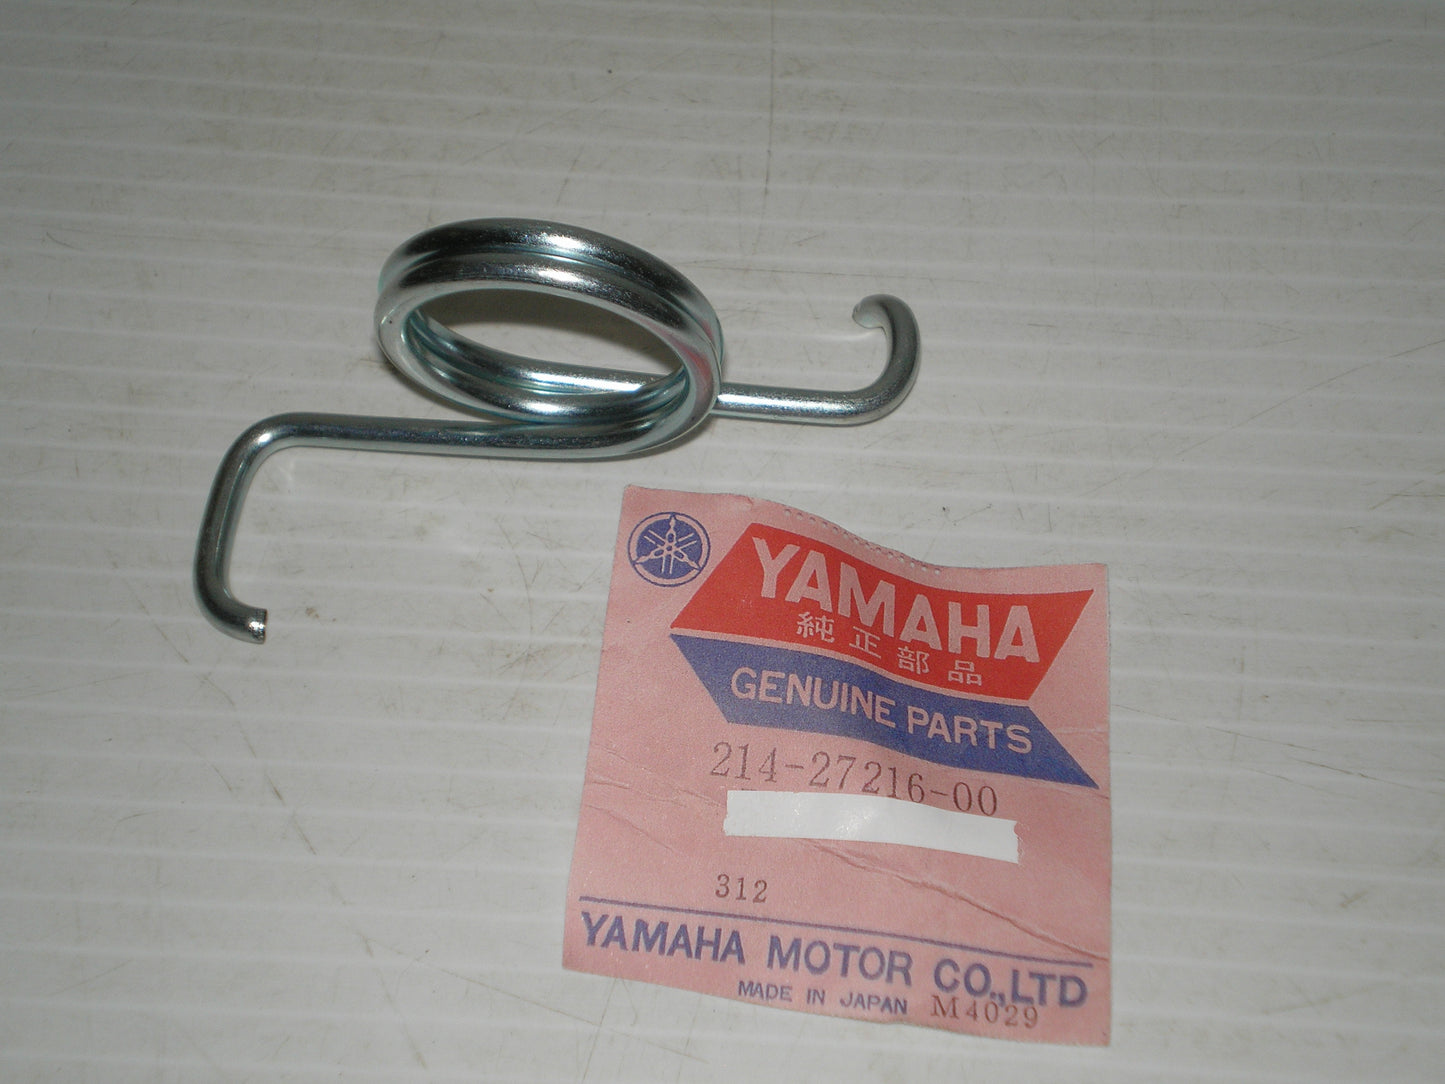 YAMAHA
純正部品
GENUINE PARTS
214-27216-00
312
YAMAHA MOTOR CO.,LTD
MADE IN JAPAN M4029